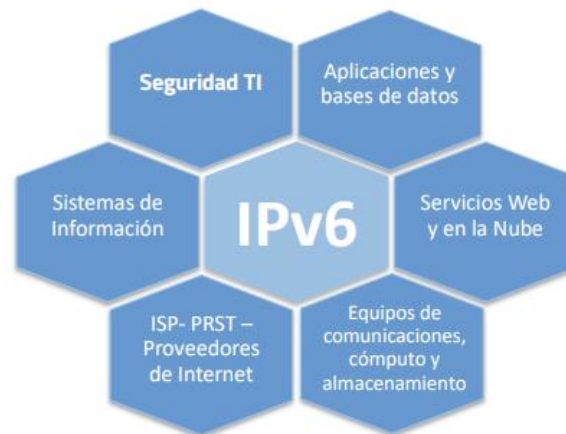 Seguridad TI
Aplicaciones y
bases de datos
Sistemas de
Información
IPv6
Servicios Web
y en la Nube
ISP- PRST –
Proveedores
de Internet
Equipos de
comunicaciones,
cómputo y
almacenamiento